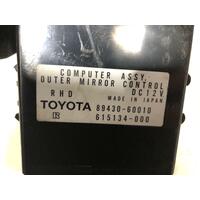 COMPUTER ASSY,
OUTER MIRROR CONTROL
RHD DC12V
MADE IN JAPAN
TOYOTA 89430-60010
615134-000